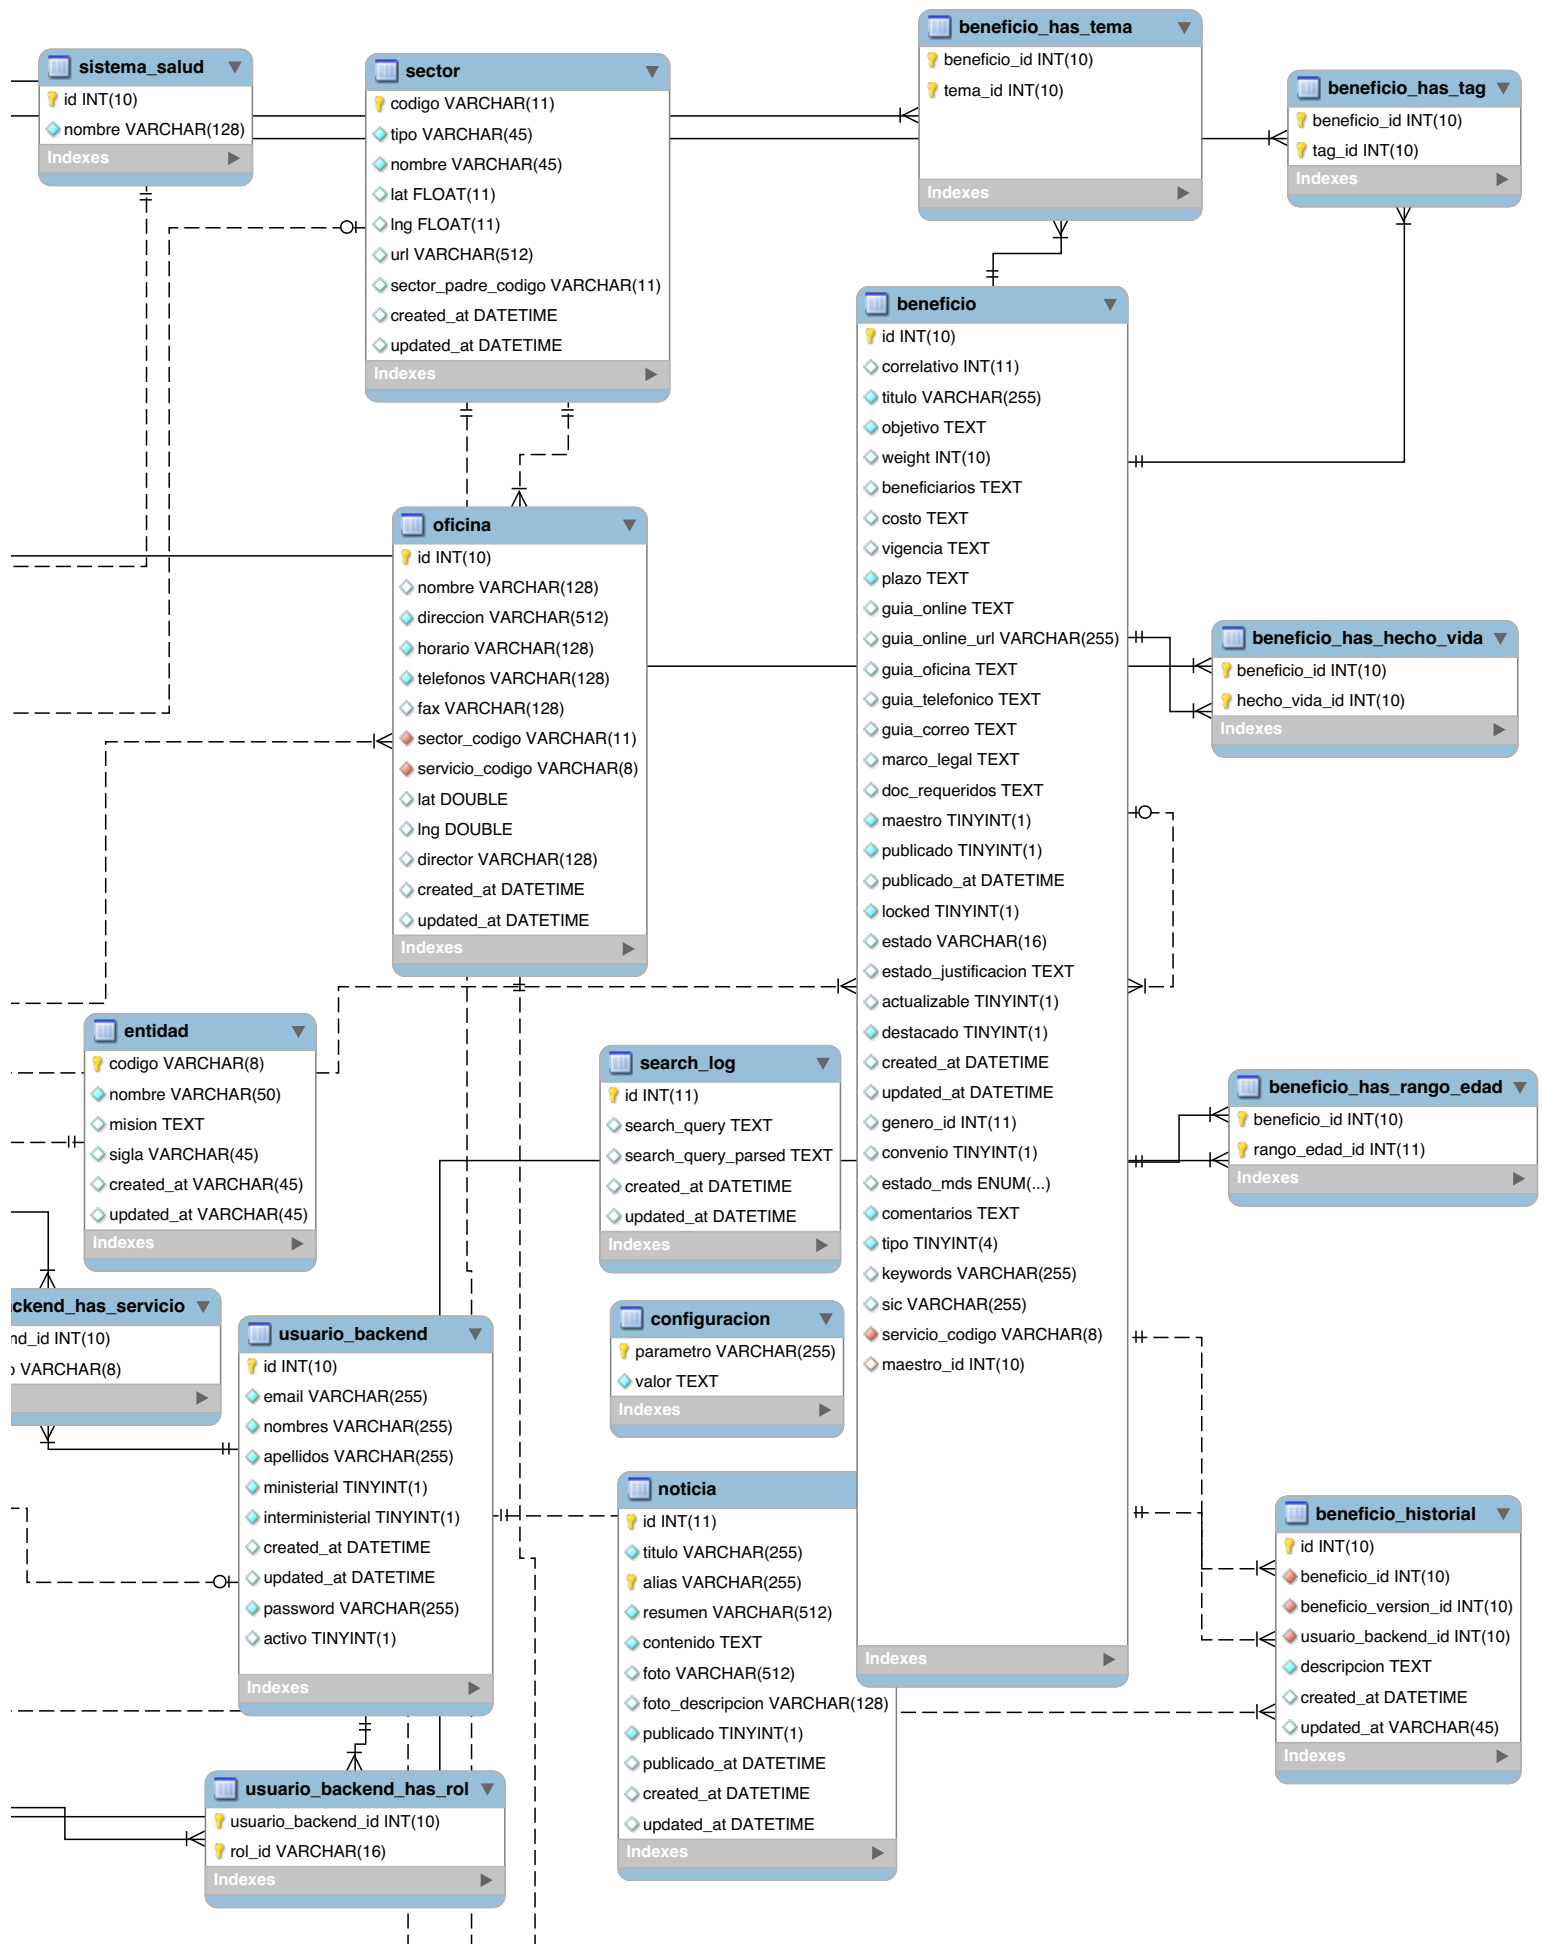 sistema_salud
id INT(10)
nombre VARCHAR(128)
Indexes
sector
codigo VARCHAR(11)
tipo VARCHAR(45)
nombre VARCHAR(45)
lat FLOAT(11)
lng FLOAT(11)
url VARCHAR(512)
sector_padre_codigo VARCHAR(11)
created_at DATETIME
updated_at DATETIME
Indexes
beneficio_has_tema
beneficio_id INT(10)
tema_id INT(10)
Indexes
beneficio_has_tag
beneficio_id INT(10)
tag_id INT(10)
Indexes
beneficio
id INT(10)
correlativo INT(11)
titulo VARCHAR(255)
objetivo TEXT
weight INT(10)
beneficiarios TEXT
costo TEXT
vigencia TEXT
plazo TEXT
guia_online TEXT
guia_online_url VARCHAR(255)
guia_oficina TEXT
guia_telefonico TEXT
guia_correo TEXT
marco_legal TEXT
doc_requeridos TEXT
maestro TINYINT(1)
publicado TINYINT(1)
publicado_at DATETIME
locked TINYINT(1)
estado VARCHAR(16)
estado_justificacion TEXT
actualizable TINYINT(1)
destacado TINYINT(1)
created_at DATETIME
updated_at DATETIME
genero_id INT(11)
convenio TINYINT(1)
estado_mds ENUM(...)
comentarios TEXT
tipo TINYINT(4)
keywords VARCHAR(255)
sic VARCHAR(255)
servicio_codigo VARCHAR(8)
maestro_id INT(10)
Indexes
oficina
id INT(10)
nombre VARCHAR(128)
direccion VARCHAR(512)
horario VARCHAR(128)
telefonos VARCHAR(128)
fax VARCHAR(128)
sector_codigo VARCHAR(11)
servicio_codigo VARCHAR(8)
lat DOUBLE
lng DOUBLE
director VARCHAR(128)
created_at DATETIME
updated_at DATETIME
Indexes
beneficio_has_hecho_vida
beneficio_id INT(10)
hecho_vida_id INT(10)
Indexes
entidad
codigo VARCHAR(8)
nombre VARCHAR(50)
mision TEXT
sigla VARCHAR(45)
created_at VARCHAR(45)
updated_at VARCHAR(45)
Indexes
search_log
id INT(11)
search_query TEXT
search_query_parsed TEXT
created_at DATETIME
updated_at DATETIME
Indexes
beneficio_has_rango_edad
beneficio_id INT(10)
rango_edad_id INT(11)
Indexes
ckend_has_servicio
nd_id INT(10)
VARCHAR(8)
usuario_backend
id INT(10)
email VARCHAR(255)
nombres VARCHAR(255)
apellidos VARCHAR(255)
ministerial TINYINT(1)
interministerial TINYINT(1)
created_at DATETIME
updated_at DATETIME
password VARCHAR(255)
activo TINYINT(1)
Indexes
configuracion
parametro VARCHAR(255)
valor TEXT
Indexes
noticia
id INT(11)
titulo VARCHAR(255)
alias VARCHAR(255)
resumen VARCHAR(512)
contenido TEXT
foto VARCHAR(512)
foto_descripcion VARCHAR(128)
publicado TINYINT(1)
publicado_at DATETIME
created_at DATETIME
updated_at DATETIME
Indexes
beneficio_historial
id INT(10)
beneficio_id INT(10)
beneficio_version_id INT(10)
usuario_backend_id INT(10)
descripcion TEXT
created_at DATETIME
updated_at VARCHAR(45)
Indexes
usuario_backend_has_rol
usuario_backend_id INT(10)
rol_id VARCHAR(16)
Indexes